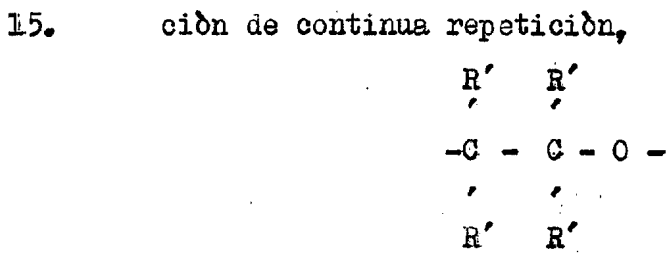 15. ciòn de continua repeticiòn,
R′ R′
′ ′
-C - C - O -
′ ′
R′ R′